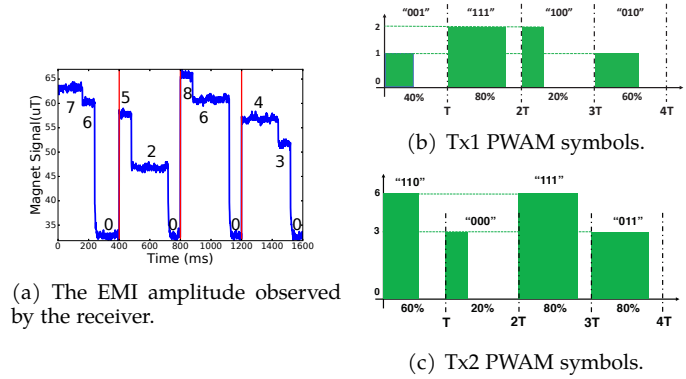 65
60
55
50
45
40
35
Magnet Signal(uT)
7
6
0
5
2
0
8
6
0
4
3
0
0 200 400 600 800 1000 1200 1400 1600
Time (ms)
(a) The EMI amplitude observed
by the receiver.
“001” “111” “100” “010”
2
1
0
40% 80% 20% 60%
T 2T 3T 4T
(b) Tx1 PWAM symbols.
“110” “000” “111” “011”
6
3
0
60% 20% 80% 80%
T 2T 3T 4T
(c) Tx2 PWAM symbols.